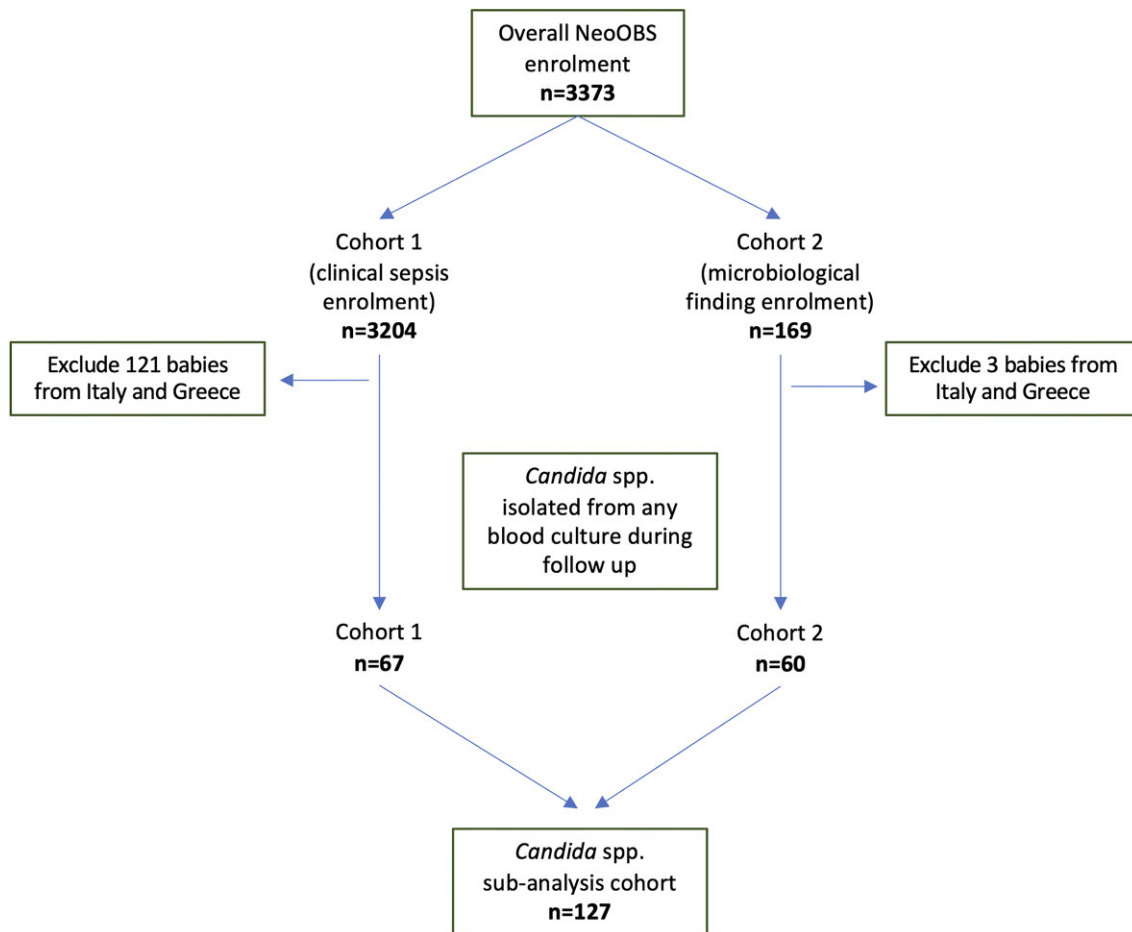 Overall NeoOBS
enrolment
n=3373
Cohort 1
(clinical sepsis
enrolment)
n=3204
Cohort 2
(microbiological
finding enrolment)
n=169
Exclude 121 babies
from Italy and Greece
Exclude 3 babies from
Italy and Greece
Candida spp.
isolated from any
blood culture during
follow up
Cohort 1
n=67
Cohort 2
n=60
Candida spp.
sub-analysis cohort
n=127